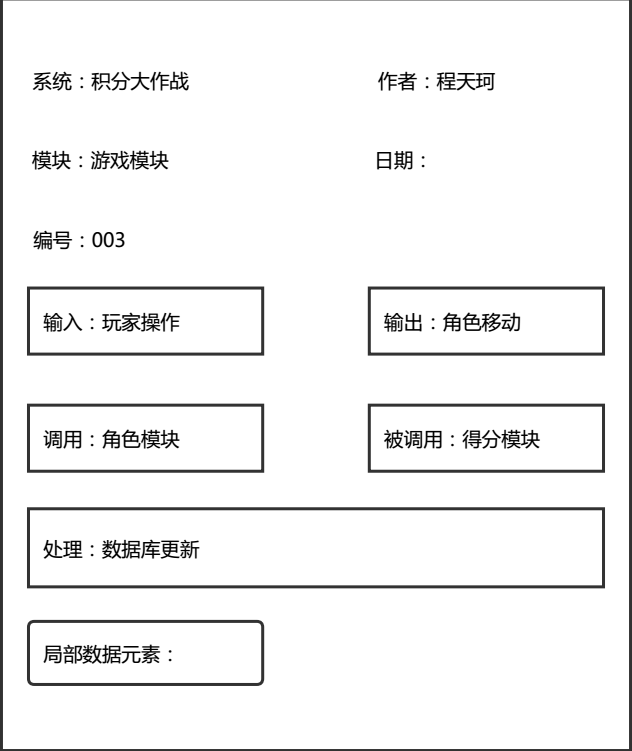 系统：积分大作战
作者：程天珂
模块：游戏模块
日期：
编号：003
输入：玩家操作
输出：角色移动
调用：角色模块
被调用：得分模块
处理：数据库更新
局部数据元素：